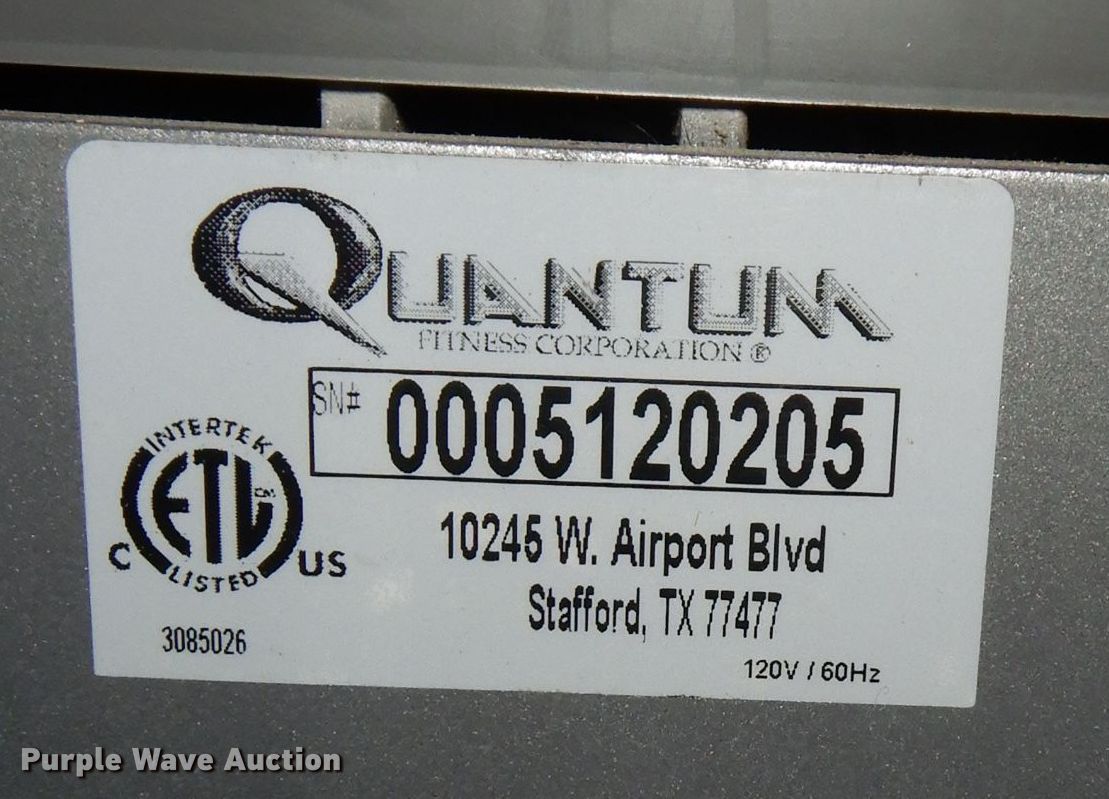 QUANTUM
FITNESS CORPORATION ®
SN# 0005120205
INTERTEK
ETL CM
LISTED
C US
3085026
10245 W. Airport Blvd
Stafford, TX 77477
120V / 60Hz
Purple Wave Auction